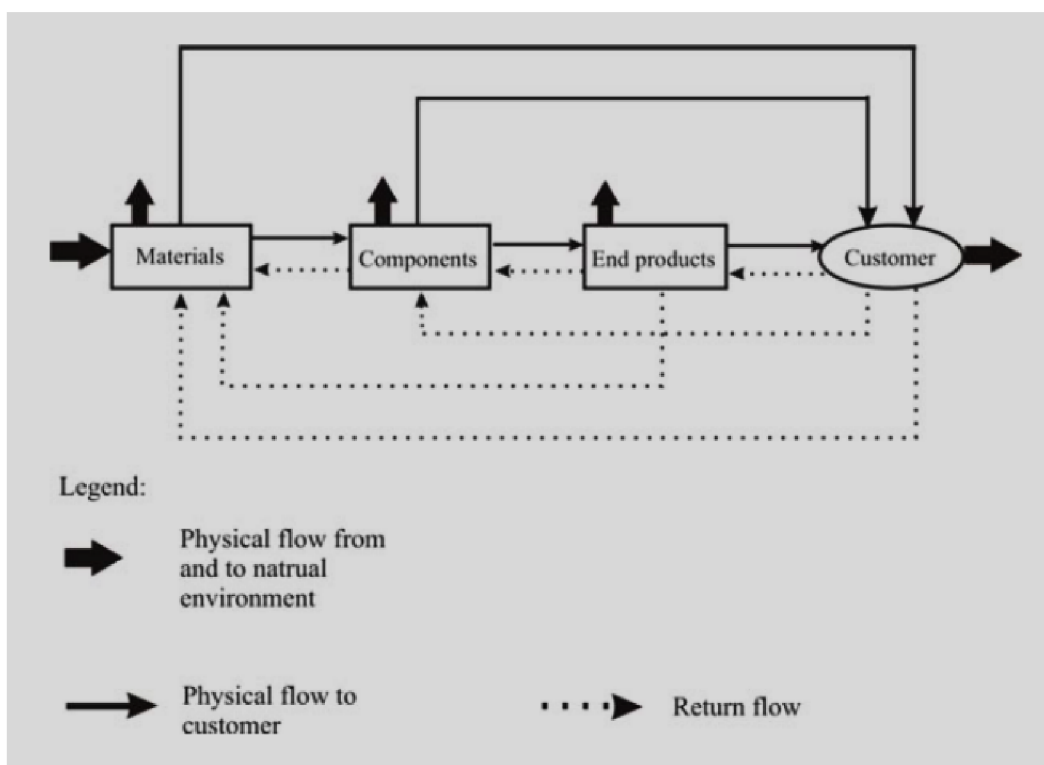 Materials
Components
End products
Customer
Legend:
Physical flow from
and to natrual
environment
Physical flow to
customer
Return flow